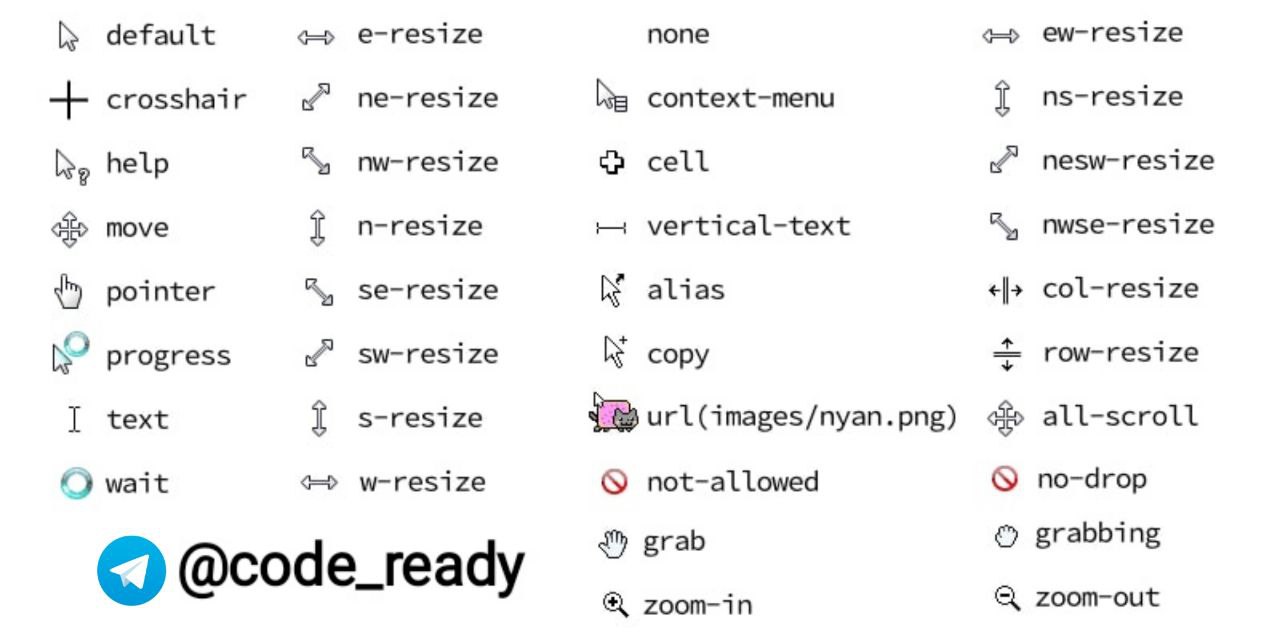 default
crosshair
help
move
pointer
progress
text
wait
e-resize
ne-resize
nw-resize
n-resize
se-resize
sw-resize
s-resize
w-resize
none
context-menu
cell
vertical-text
alias
copy
url(images/nyan.png)
not-allowed
grab
zoom-in
ew-resize
ns-resize
nesw-resize
nwse-resize
col-resize
row-resize
all-scroll
no-drop
grabbing
zoom-out
@code_ready